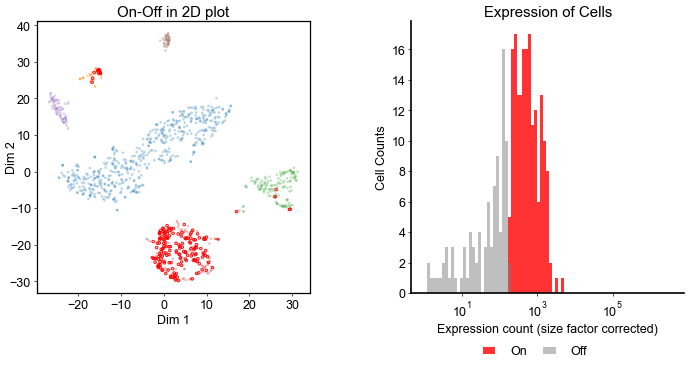 On-Off in 2D plot
40
30
20
10
0
−10
−20
−30
Dim 2
−20 −10 0 10 20 30
Dim 1
Expression of Cells
16
14
12
10
8
6
4
2
0
Cell Counts
10^1 10^3 10^5
Expression count (size factor corrected)
On Off